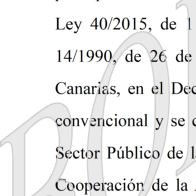 Ley 40/2015, de 1
14/1990, de 26 de
Canarias, en el Dec
convencional y se
Sector Público de
Cooperación de la